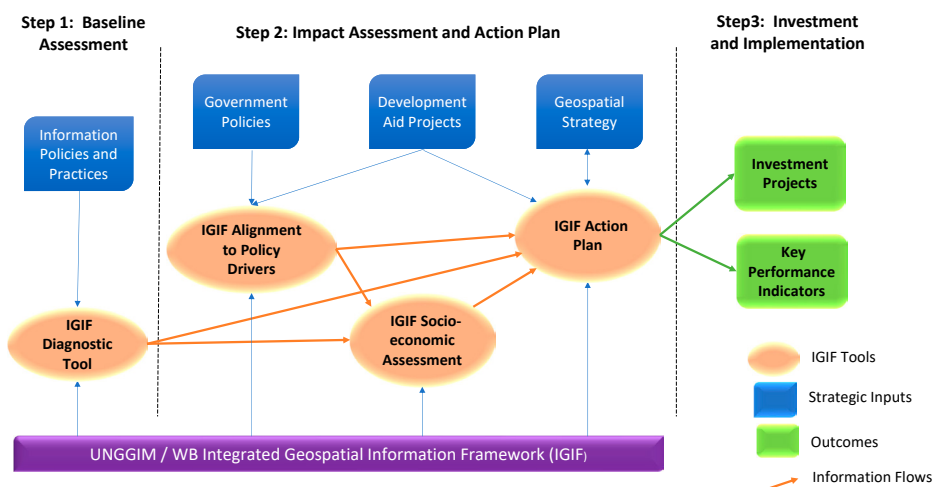 Step 1: Baseline
Assessment
Step 2: Impact Assessment and Action Plan
Step3: Investment
and Implementation
Information
Policies and
Practices
Government
Policies
Development
Aid Projects
Geospatial
Strategy
Investment
Projects
Key
Performance
Indicators
IGIF Alignment
to Policy
Drivers
IGIF Action
Plan
IGIF
Diagnostic
Tool
IGIF Socio-
economic
Assessment
UNGGIM / WB Integrated Geospatial Information Framework (IGIF)
IGIF Tools
Strategic Inputs
Outcomes
Information Flows